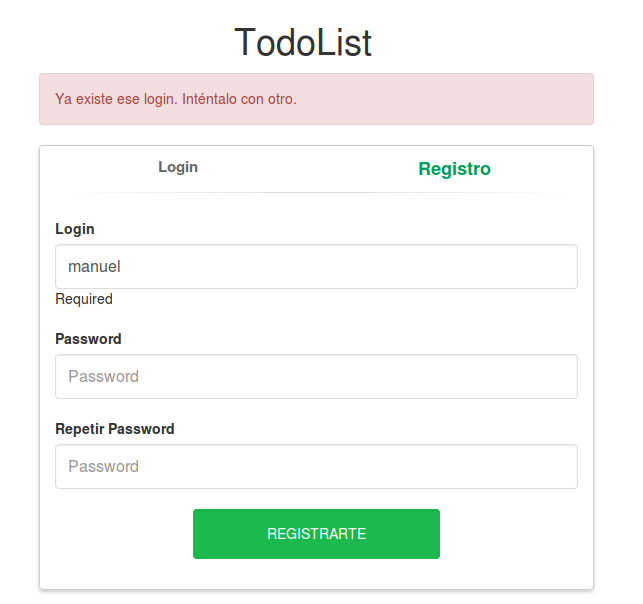 TodoList
Ya existe ese login. Inténtalo con otro.
Login Registro
Login
manuel
Required
Password
Password
Repetir Password
Password
REGISTRARTE